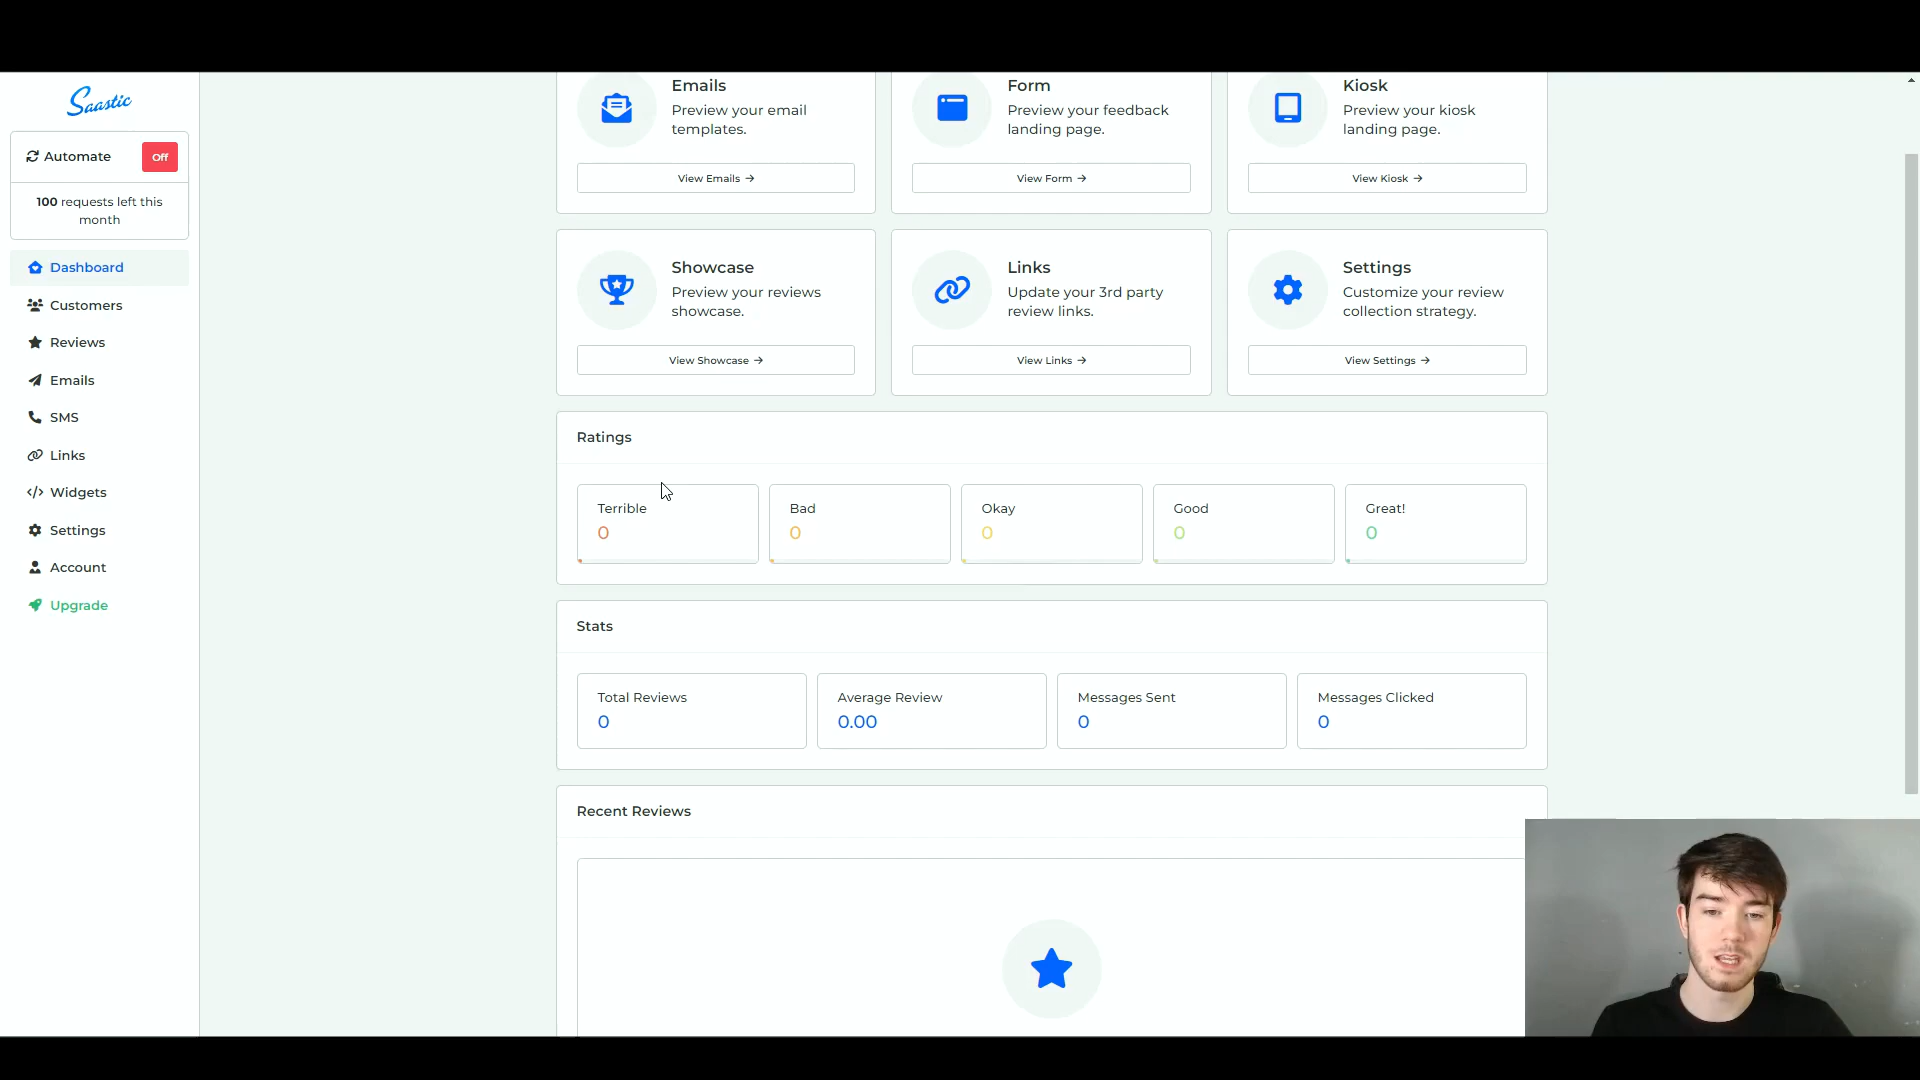 Saastic
Automate
Off
100 requests left this
month
Dashboard
Customers
Reviews
Emails
SMS
Links
Widgets
Settings
Account
Upgrade
Emails
Preview your email
templates.
View Emails →
Form
Preview your feedback
landing page.
View Form →
Kiosk
Preview your kiosk
landing page.
View Kiosk →
Showcase
Preview your reviews
showcase.
View Showcase →
Links
Update your 3rd party
review links.
View Links →
Settings
Customize your review
collection strategy.
View Settings →
Ratings
Terrible
0
Bad
0
Okay
0
Good
0
Great!
0
Stats
Total Reviews
0
Average Review
0.00
Messages Sent
0
Messages Clicked
0
Recent Reviews